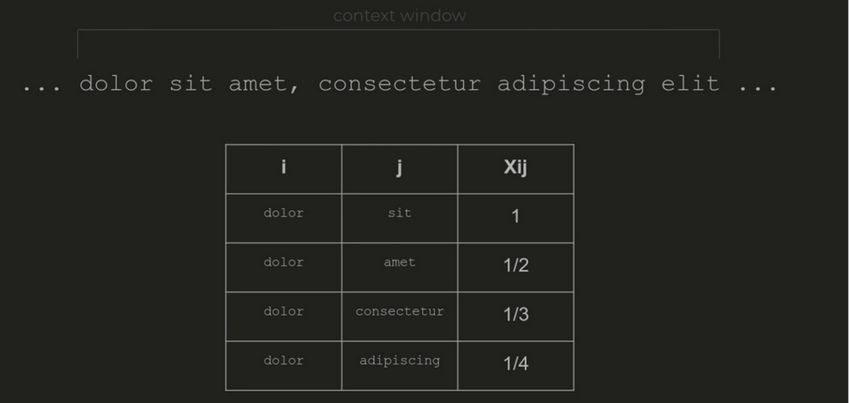 context window
... dolor sit amet, consectetur adipiscing elit ...
i j Xij
dolor sit 1
dolor amet 1/2
dolor consectetur 1/3
dolor adipiscing 1/4